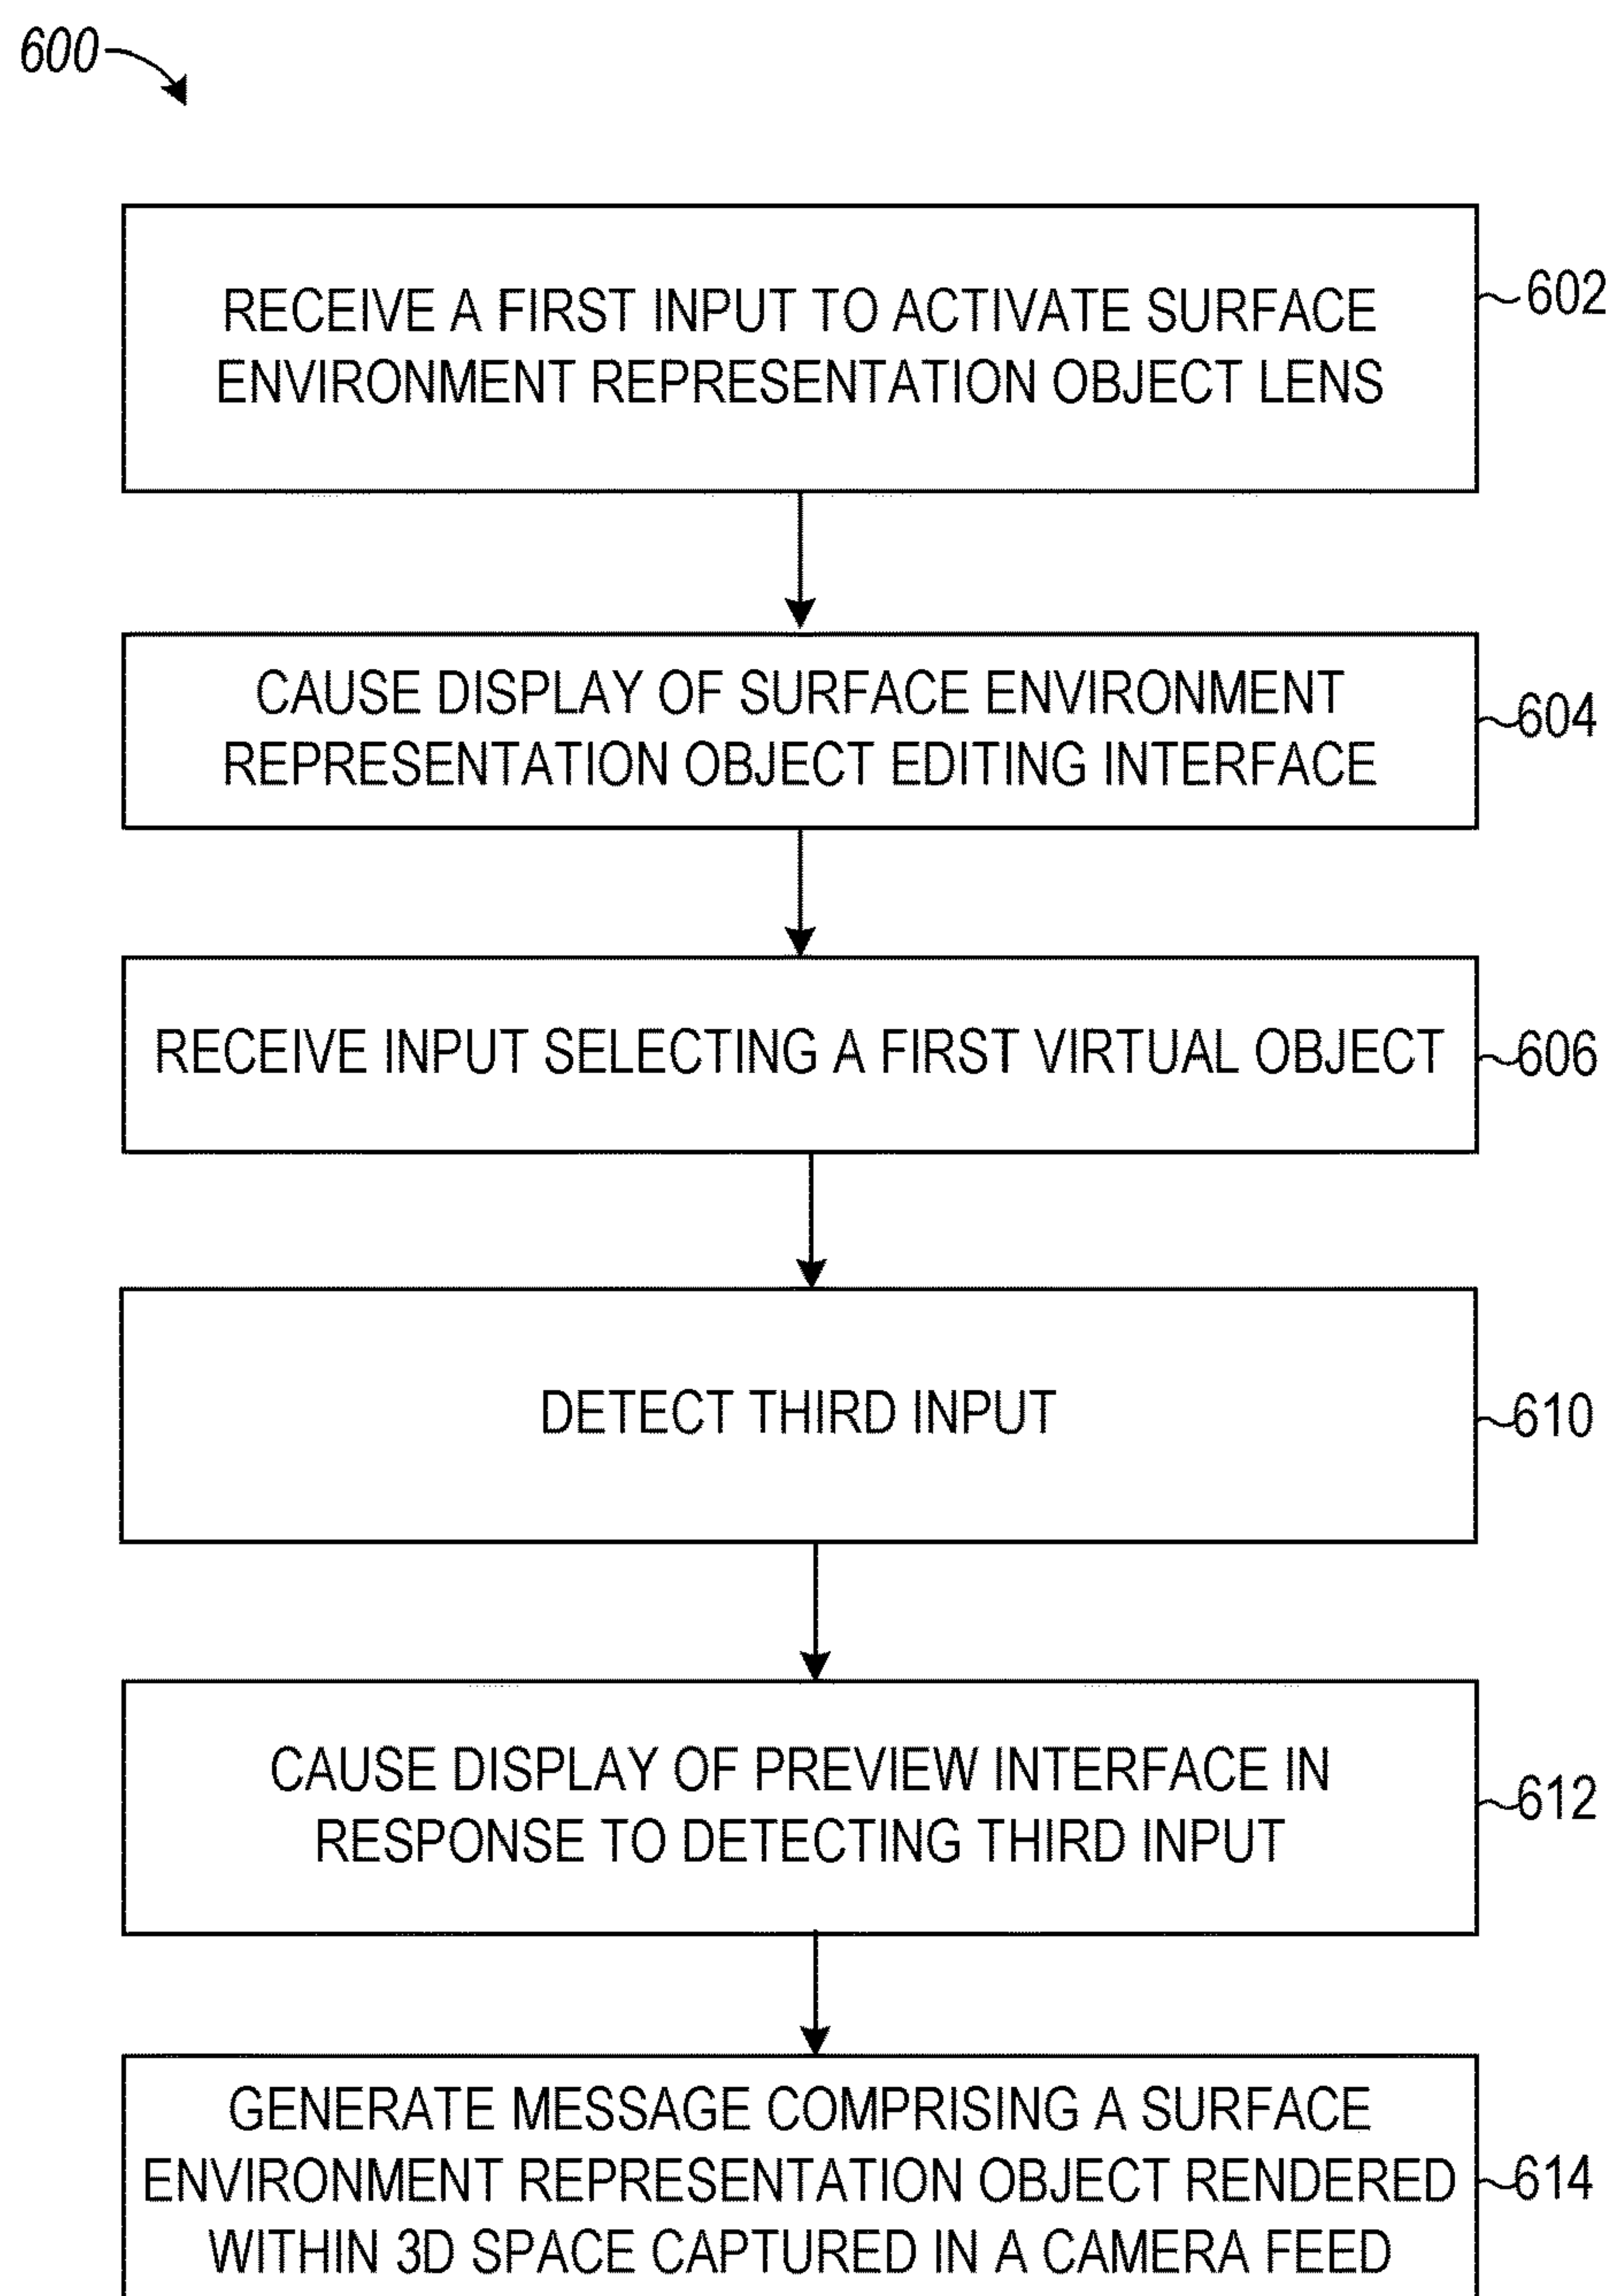 600
RECEIVE A FIRST INPUT TO ACTIVATE SURFACE
ENVIRONMENT REPRESENTATION OBJECT LENS
602
CAUSE DISPLAY OF SURFACE ENVIRONMENT
REPRESENTATION OBJECT EDITING INTERFACE
604
RECEIVE INPUT SELECTING A FIRST VIRTUAL OBJECT
606
DETECT THIRD INPUT
610
CAUSE DISPLAY OF PREVIEW INTERFACE IN
RESPONSE TO DETECTING THIRD INPUT
612
GENERATE MESSAGE COMPRISING A SURFACE
ENVIRONMENT REPRESENTATION OBJECT RENDERED
WITHIN 3D SPACE CAPTURED IN A CAMERA FEED
614